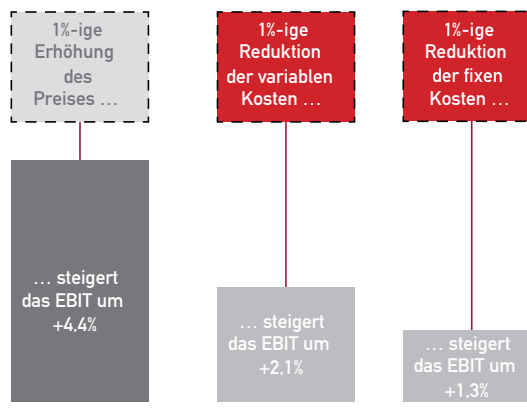 1%-ige
Erhöhung
des
Preises ...
1%-ige
Reduktion
der variablen
Kosten ...
1%-ige
Reduktion
der fixen
Kosten ...
... steigert
das EBIT um
+4,4%
... steigert
das EBIT um
+2,1%
... steigert
das EBIT um
+1,3%